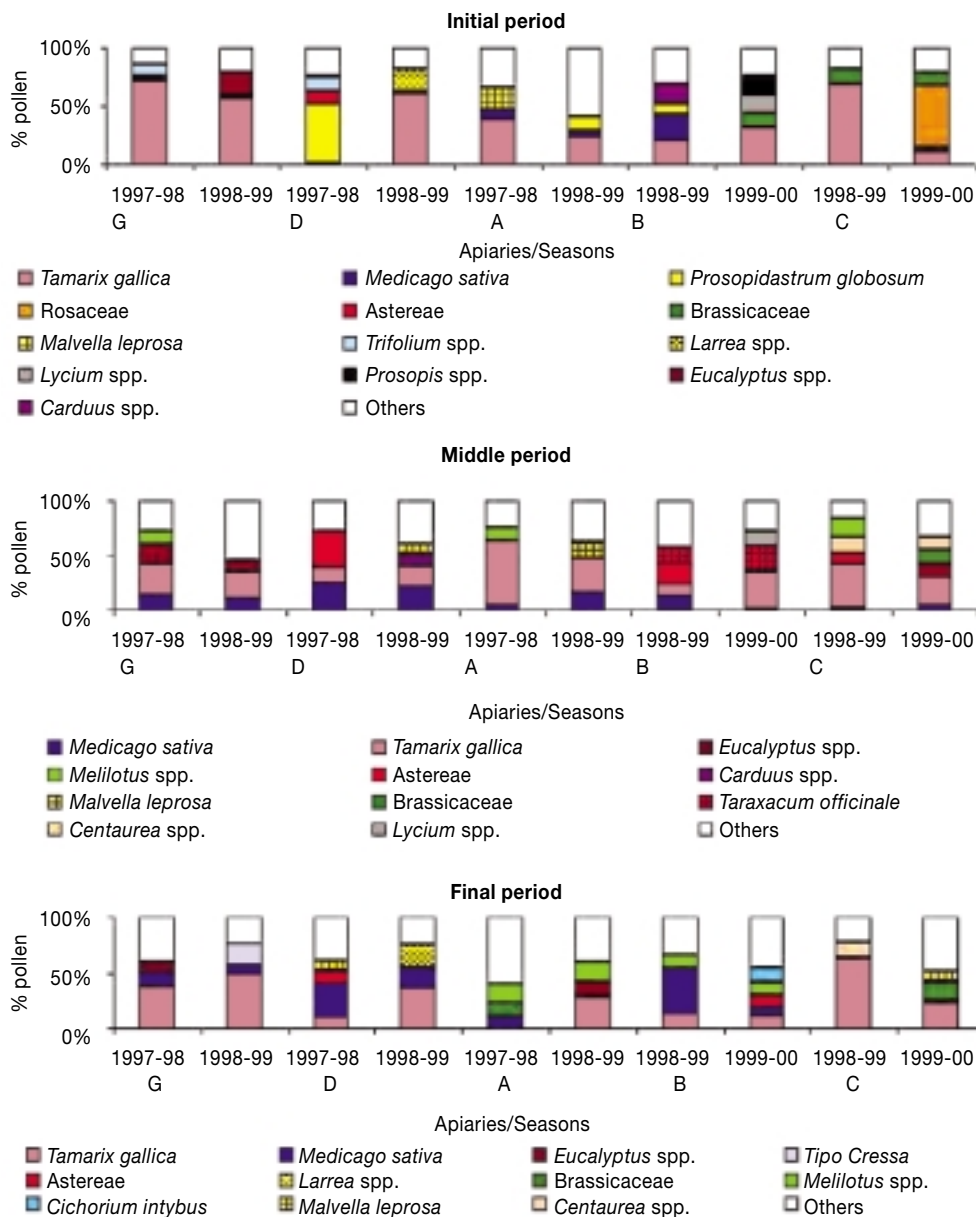 Initial period
100%
50%
0%
% pollen
1997-98 1998-99 1997-98 1998-99 1997-98 1998-99 1998-99 1999-00 1998-99 1999-00
G D A B C
Apiaries/Seasons
Tamarix gallica Medicago sativa Prosopidastrum globosum
Rosaceae Astereae Brassicaceae
Malvella leprosa Trifolium spp. Larrea spp.
Lycium spp. Prosopis spp. Eucalyptus spp.
Carduus spp. Others
Middle period
100%
50%
0%
% pollen
1997-98 1998-99 1997-98 1998-99 1997-98 1998-99 1998-99 1999-00 1998-99 1999-00
G D A B C
Apiaries/Seasons
Medicago sativa Tamarix gallica Eucalyptus spp.
Melilotus spp. Astereae Carduus spp.
Malvella leprosa Brassicaceae Taraxacum officinale
Centaurea spp. Lycium spp. Others
Final period
100%
50%
0%
% pollen
1997-98 1998-99 1997-98 1998-99 1997-98 1998-99 1998-99 1999-00 1998-99 1999-00
G D A B C
Apiaries/Seasons
Tamarix gallica Medicago sativa Eucalyptus spp. Tipo Cressa
Astereae Larrea spp. Brassicaceae Melilotus spp.
Cichorium intybus Malvella leprosa Centaurea spp. Others